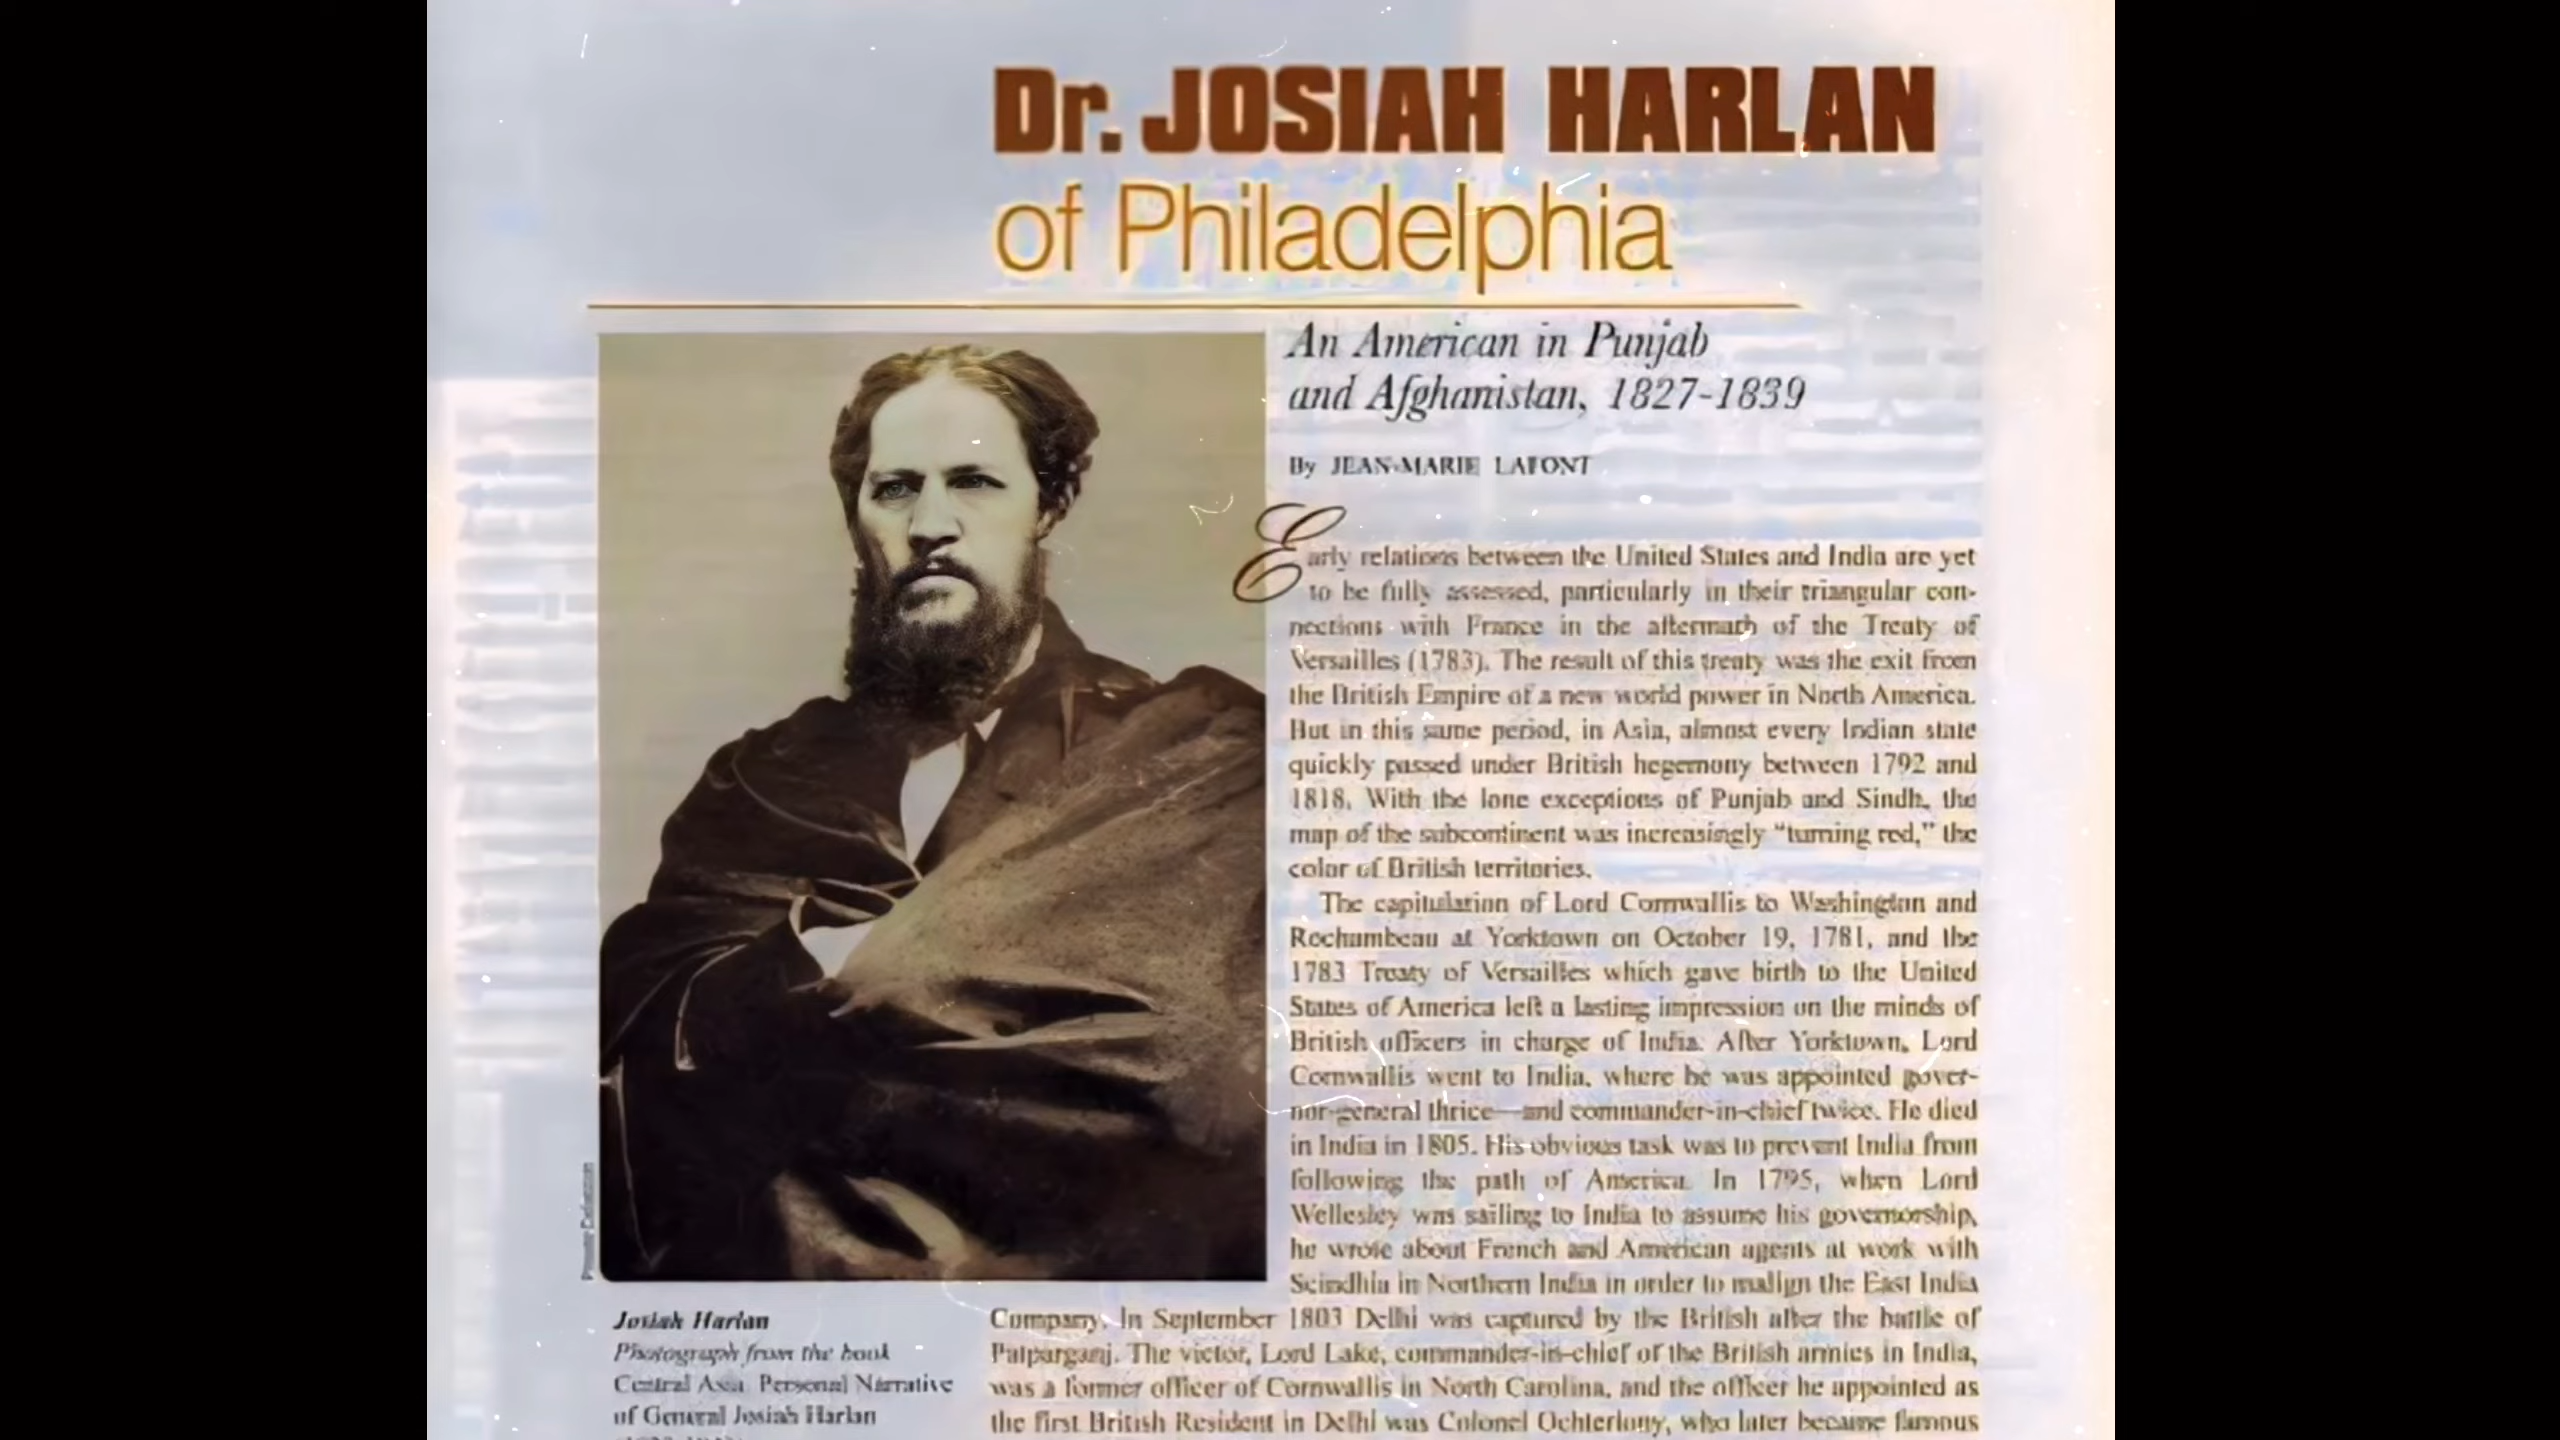 Dr. JOSIAH HARLAN
of Philadelphia
An American in Punjab
and Afghanistan, 1827-1839
By JEAN-MARIE LAFONT
Early relations between the United States and India are yet
to be fully assessed, particularly in their triangular con-
nections with France in the aftermath of the Treaty of
Versailles (1783). The result of this treaty was the exit from
the British Empire of a new world power in North America.
But in this same period, in Asia, almost every Indian state
quickly passed under British hegemony between 1792 and
1818. With the lone exceptions of Punjab and Sindh, the
map of the subcontinent was increasingly "turning red," the
color of British territories.
The capitulation of Lord Cornwallis to Washington and
Rochambeau at Yorktown on October 19, 1781, and the
1783 Treaty of Versailles which gave birth to the United
States of America left a lasting impression on the minds of
British officers in charge of India. After Yorktown, Lord
Cornwallis went to India, where he was appointed gover-
nor-general thrice—and commander-in-chief twice. He died
in India in 1805. His obvious task was to prevent India from
following the path of America. In 1795, when Lord
Wellesley was sailing to India to assume his governorship,
he wrote about French and American agents at work with
Scindhia in Northern India in order to malign the East India
Company. In September 1803 Delhi was captured by the British after the battle of
Patparganj. The victor, Lord Lake, commander-in-chief of the British armies in India,
was a former officer of Cornwallis in North Carolina, and the officer he appointed as
the first British Resident in Delhi was Colonel Ochterlony, who later became famous
Josiah Harlan
Photograph from the book
Central Asia: Personal Narrative
of General Josiah Harlan